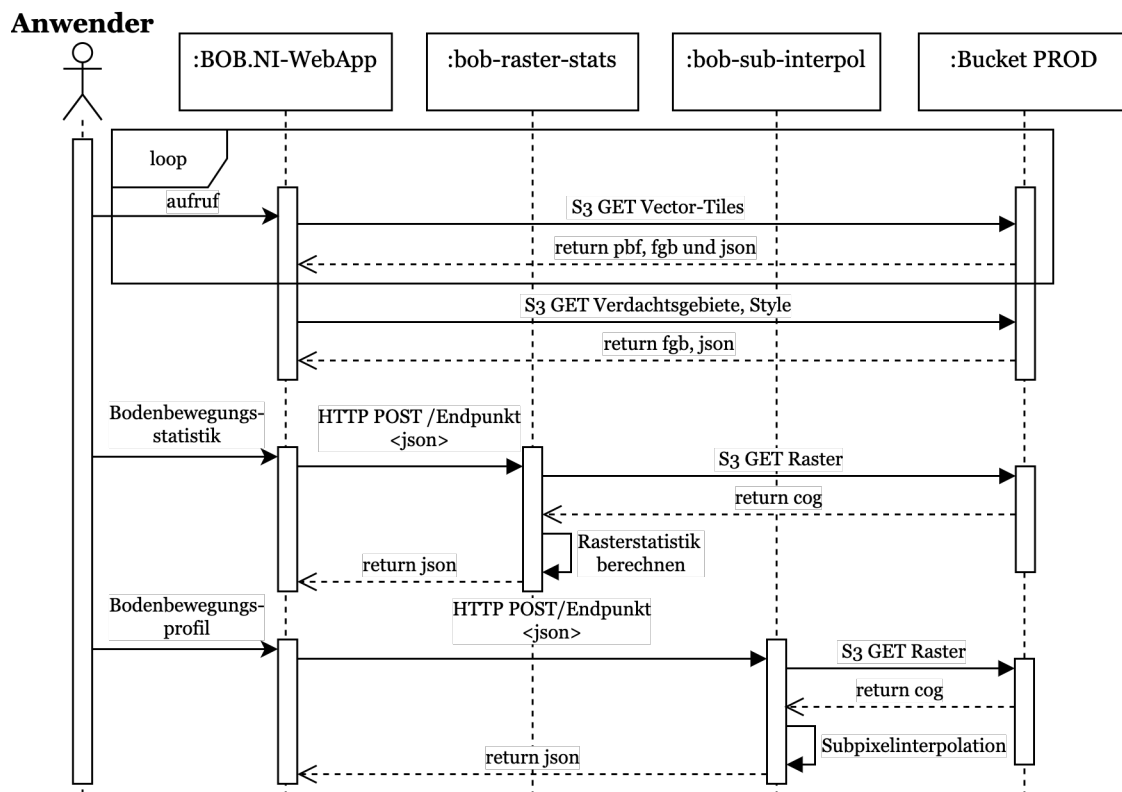 Anwender
:BOB.NI-WebApp
:bob-raster-stats
:bob-sub-interpol
:Bucket PROD
loop
aufruf
S3 GET Vector-Tiles
return pbf, fgb und json
S3 GET Verdachtsgebiete, Style
return fgb, json
Bodenbewegungs-
statistik
HTTP POST /Endpunkt
<json>
S3 GET Raster
return cog
Rasterstatistik
berechnen
return json
Bodenbewegungs-
profil
HTTP POST/Endpunkt
<json>
S3 GET Raster
return cog
Subpixelinterpolation
return json